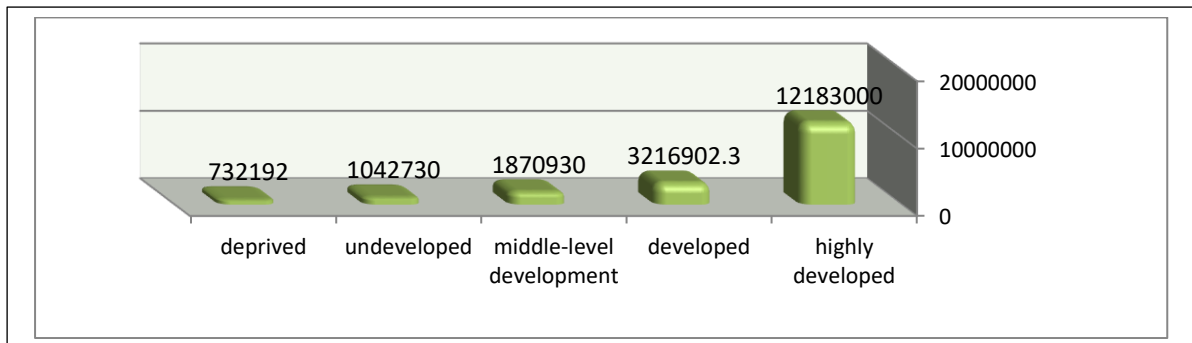 12183000
20000000
3216902.3
1870930
1042730
732192
10000000
0
deprived
undeveloped
middle-level
development
developed
highly
developed